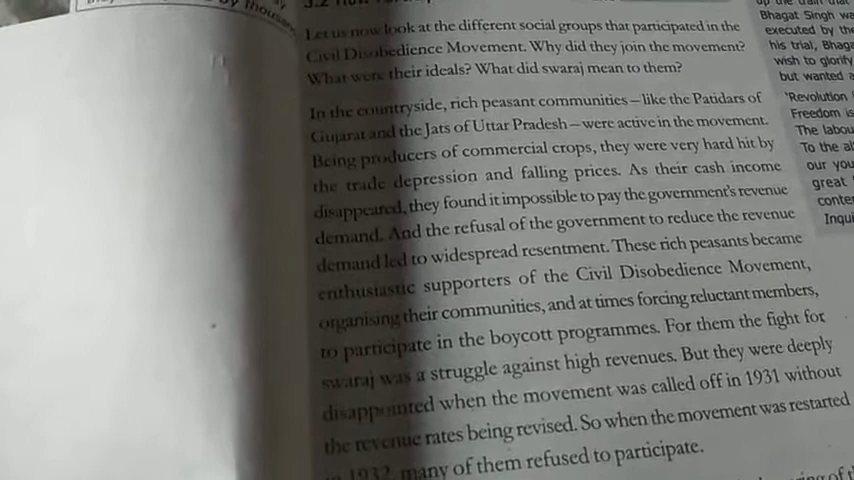 by thousand
Let us now look at the different social groups that participated in the
Civil Disobedience Movement. Why did they join the movement?
What were their ideals? What did swaraj mean to them?
In the countryside, rich peasant communities – like the Patidars of
Gujarat and the Jats of Uttar Pradesh – were active in the movement.
Being producers of commercial crops, they were very hard hit by
the trade depression and falling prices. As their cash income
disappeared, they found it impossible to pay the government's revenue
demand. And the refusal of the government to reduce the revenue
demand led to widespread resentment. These rich peasants became
enthusiastic supporters of the Civil Disobedience Movement,
organising their communities, and at times forcing reluctant members,
to participate in the boycott programmes. For them the fight for
swaraj was a struggle against high revenues. But they were deeply
disappointed when the movement was called off in 1931 without
the revenue rates being revised. So when the movement was restarted
in 1932, many of them refused to participate.
Bhagat Singh wa
executed by the
his trial, Bhaga
wish to glorify
but wanted a
'Revolution
Freedom is
The labou
To the al
our you
great
conte
Inqui